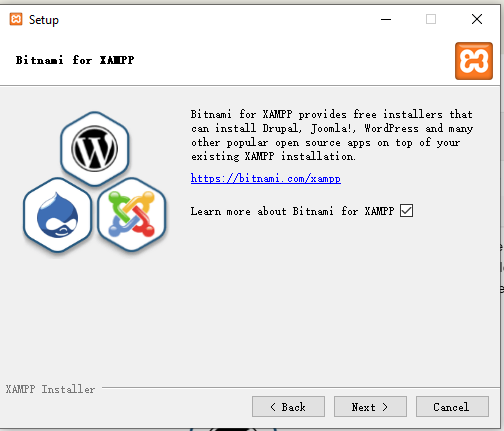 Setup
Bitnami for XAMPP
Bitnami for XAMPP provides free installers that
can install Drupal, Joomla!, WordPress and many
other popular open source apps on top of your
existing XAMPP installation.
https://bitnami.com/xampp
Learn more about Bitnami for XAMPP
XAMPP Installer
< Back
Next >
Cancel